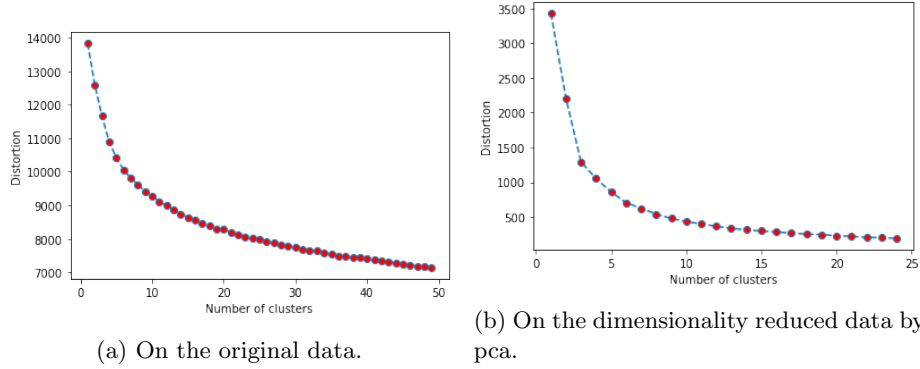 14000
13000
12000
11000
10000
9000
8000
7000
Distortion
0 10 20 30 40 50
Number of clusters
(a) On the original data.
3500
3000
2500
2000
1500
1000
500
Distortion
0 5 10 15 20 25
Number of clusters
(b) On the dimensionality reduced data by
pca.